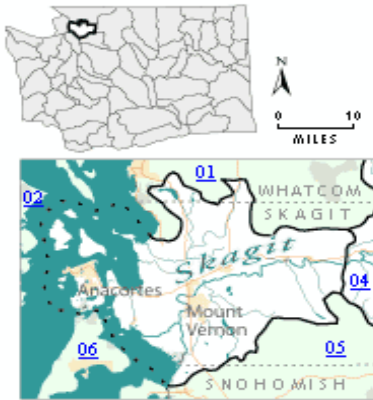 N
0 10
MILES
01
02
WHATCOM
SKAGIT
Skagit
Anacortes
04
Mount
Vernon
06
05
SNOHOMISH